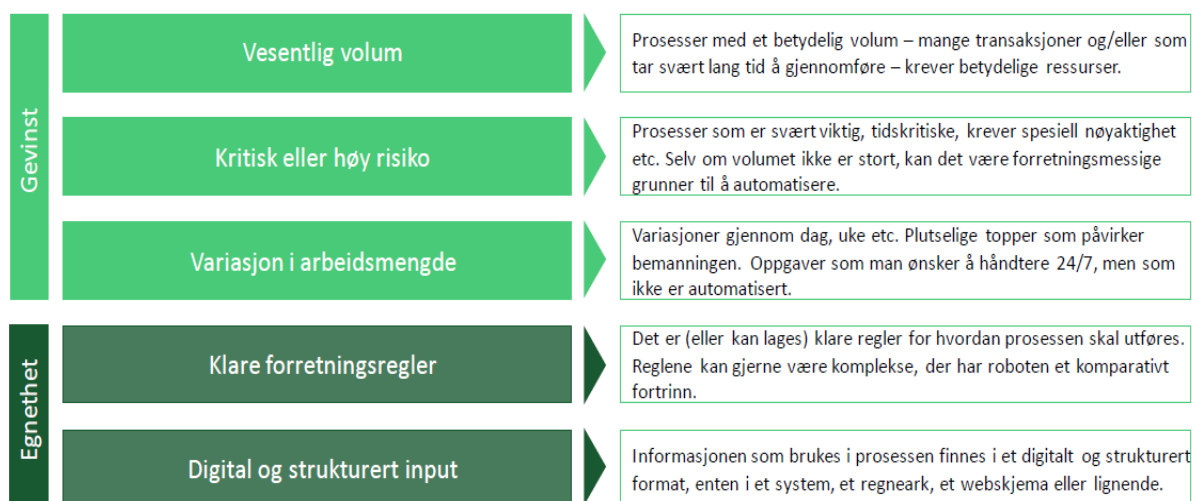 Gevinst
Vesentlig volum
Prosesser med et betydelig volum – mange transaksjoner og/eller som
tar svært lang tid å gjennomføre – krever betydelige ressurser.
Kritisk eller høy risiko
Prosesser som er svært viktig, tidskritiske, krever spesiell nøyaktighet
etc. Selv om volumet ikke er stort, kan det være forretningsmessige
grunner til å automatisere.
Variasjon i arbeidsmengde
Variasjoner gjennom dag, uke etc. Plutselige topper som påvirker
bemanningen. Oppgaver som man ønsker å håndtere 24/7, men som
ikke er automatisert.
Egnethet
Klare forretningsregler
Det er (eller kan lages) klare regler for hvordan prosessen skal utføres.
Reglene kan gjerne være komplekse, der har roboten et komparativt
fortrinn.
Digital og strukturert input
Informasjonen som brukes i prosessen finnes i et digitalt og strukturert
format, enten i et system, et regneark, et webskjema eller lignende.